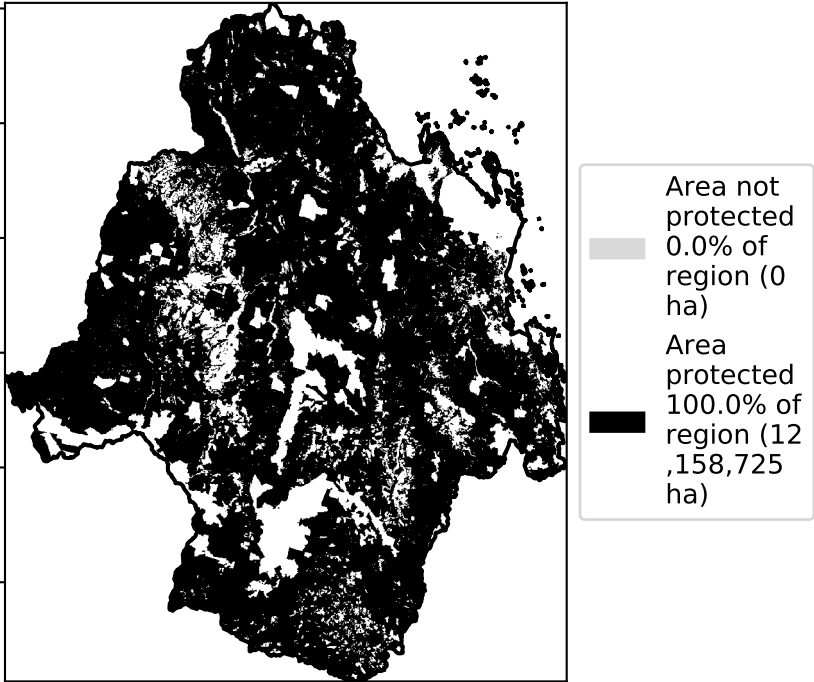 Area not
protected
0.0% of
region (0
ha)
Area
protected
100.0% of
region (12
,158,725
ha)